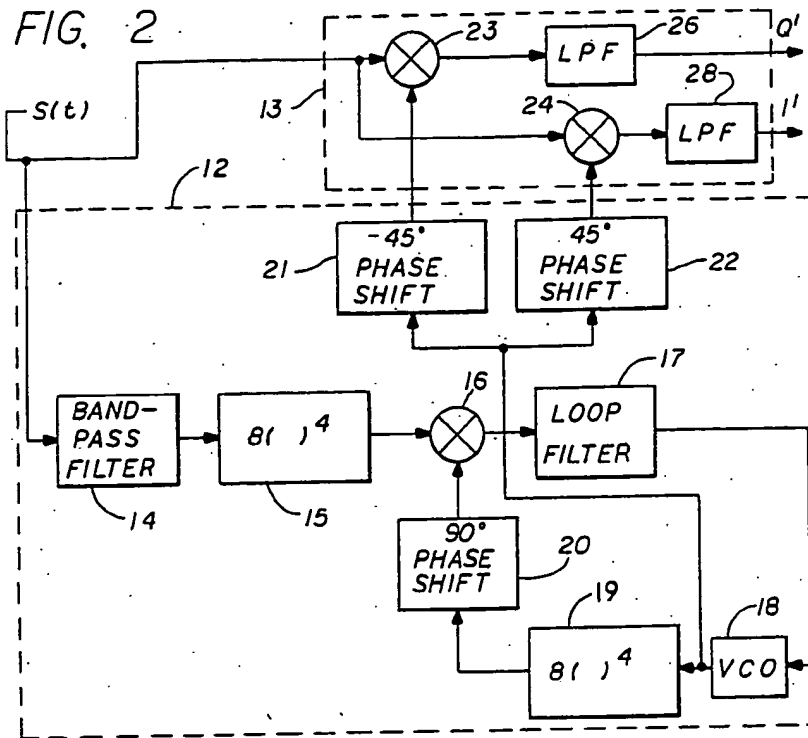 FIG. 2
23
26
Q'
LPF
S(t)
13
24
28
I'
LPF
12
21
-45°
PHASE
SHIFT
45°
PHASE
SHIFT
22
17
16
BAND-
PASS
FILTER
8( )⁴
LOOP
FILTER
14
15
90°
PHASE
SHIFT
20
19
18
8( )⁴
VCO